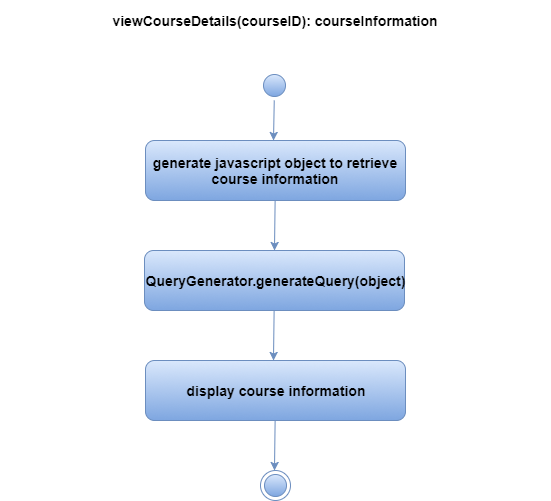 viewCourseDetails(courseID): courseInformation
generate javascript object to retrieve
course information
QueryGenerator.generateQuery(object)
display course information